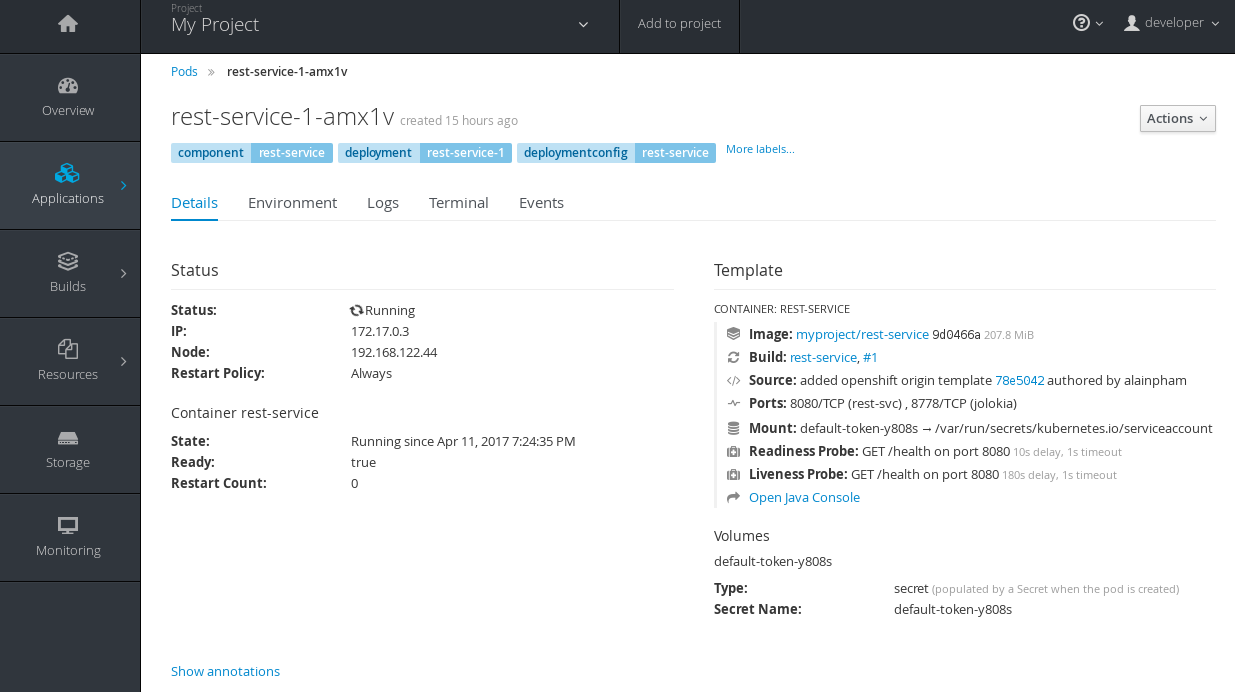 Project
My Project
Add to project
developer
Overview
Applications
Builds
Resources
Storage
Monitoring
Pods » rest-service-1-amx1v
rest-service-1-amx1v created 15 hours ago
Actions
component rest-service deployment rest-service-1 deploymentconfig rest-service More labels...
Details Environment Logs Terminal Events
Status
Status: Running
IP: 172.17.0.3
Node: 192.168.122.44
Restart Policy: Always
Container rest-service
State: Running since Apr 11, 2017 7:24:35 PM
Ready: true
Restart Count: 0
Template
CONTAINER: REST-SERVICE
Image: myproject/rest-service 9d0466a 207.8 MiB
Build: rest-service, #1
Source: added openshift origin template 78e5042 authored by alainpham
Ports: 8080/TCP (rest-svc) , 8778/TCP (jolokia)
Mount: default-token-y808s → /var/run/secrets/kubernetes.io/serviceaccount
Readiness Probe: GET /health on port 8080 10s delay, 1s timeout
Liveness Probe: GET /health on port 8080 180s delay, 1s timeout
Open Java Console
Volumes
default-token-y808s
Type: secret (populated by a Secret when the pod is created)
Secret Name: default-token-y808s
Show annotations